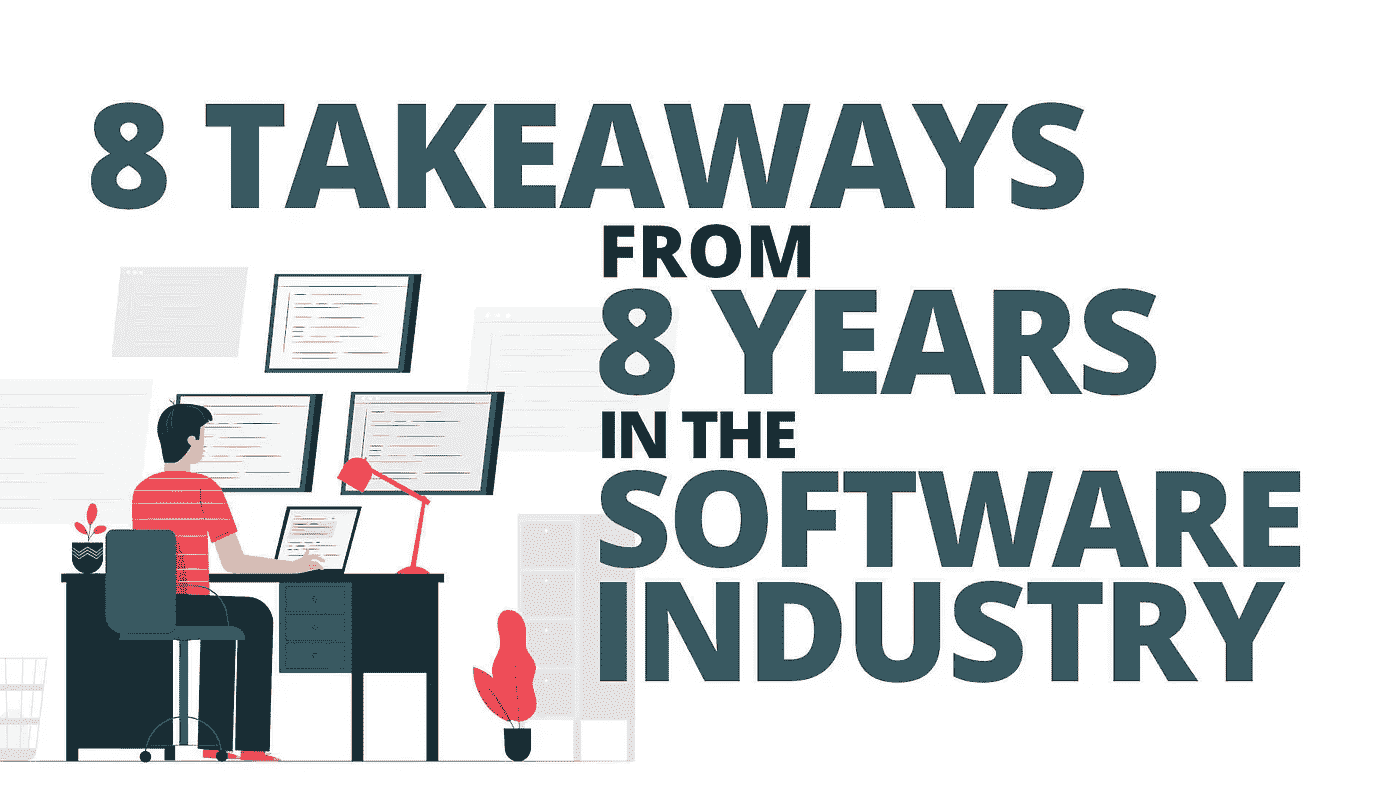 8 TAKEAWAYS
FROM
8 YEARS
IN THE
SOFTWARE
INDUSTRY